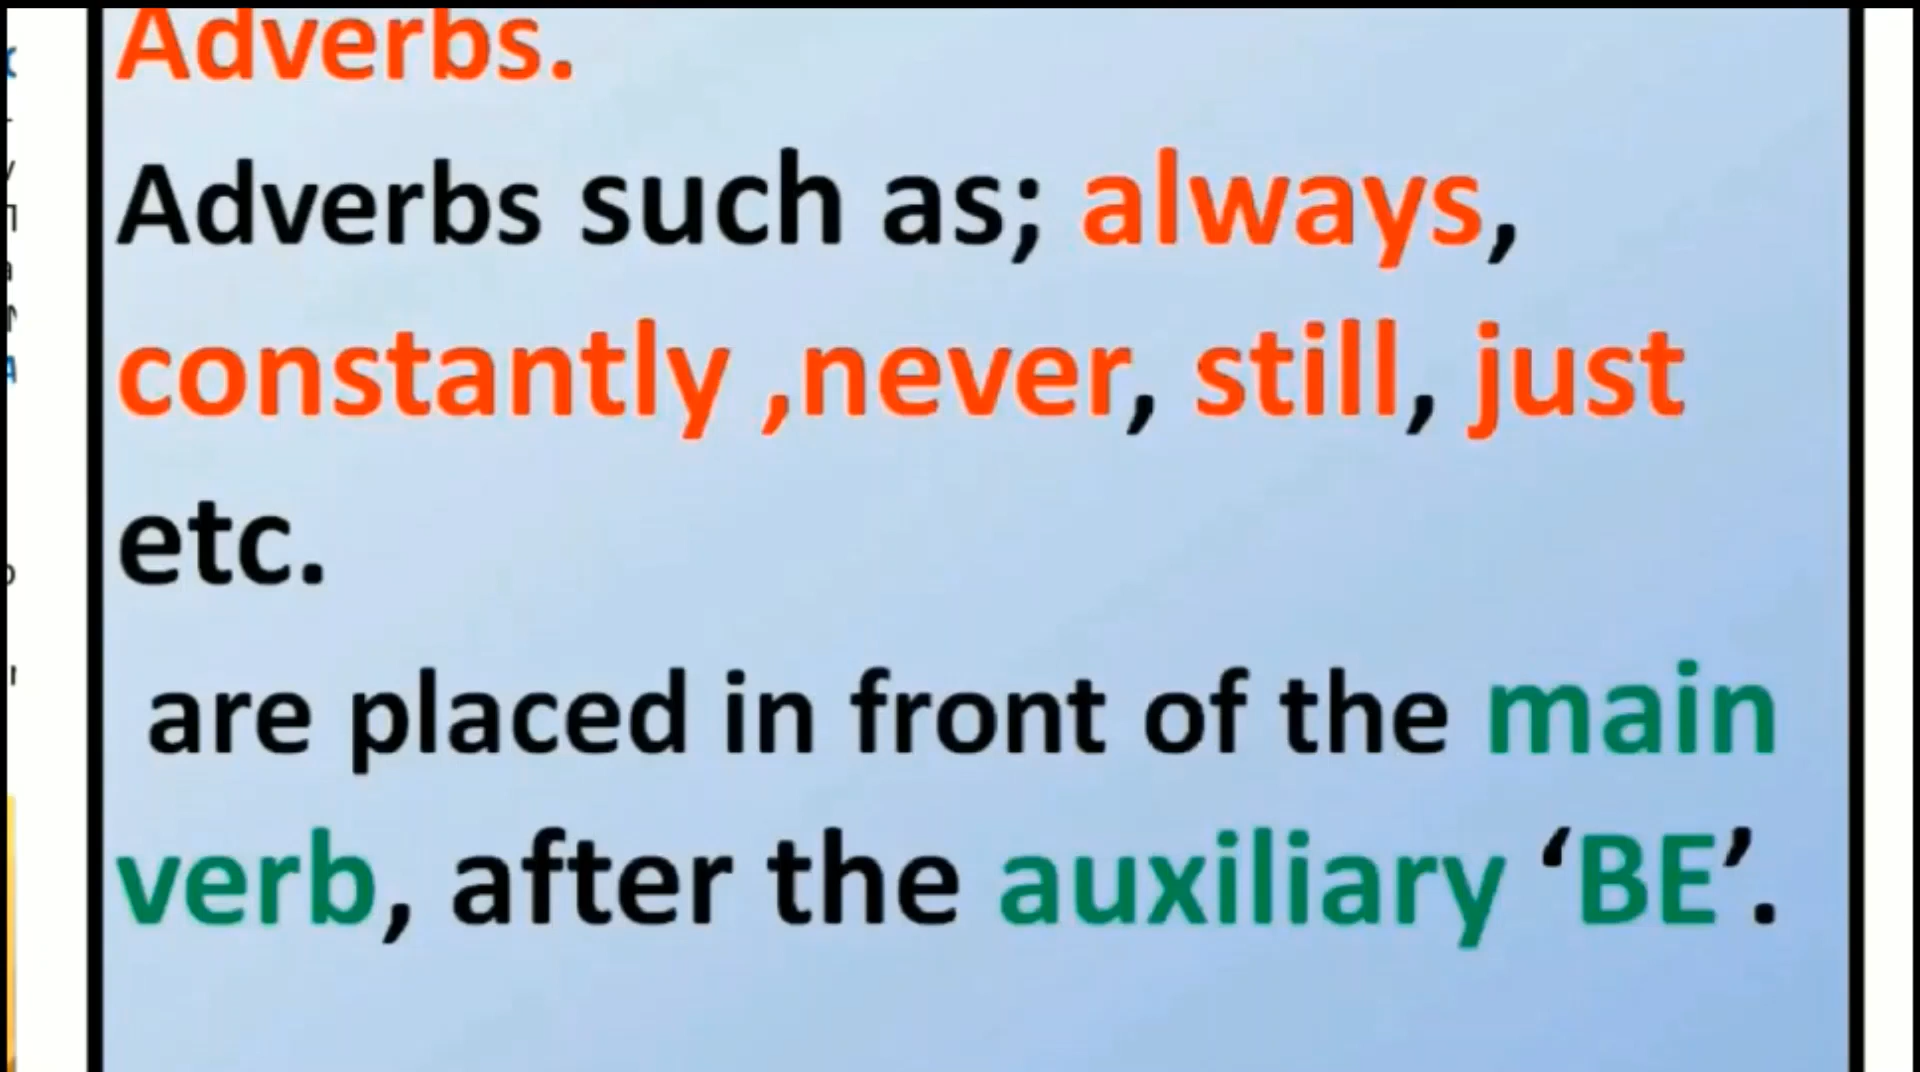 Adverbs.
Adverbs such as; always,
constantly ,never, still, just
etc.
are placed in front of the main
verb, after the auxiliary ‘BE’.